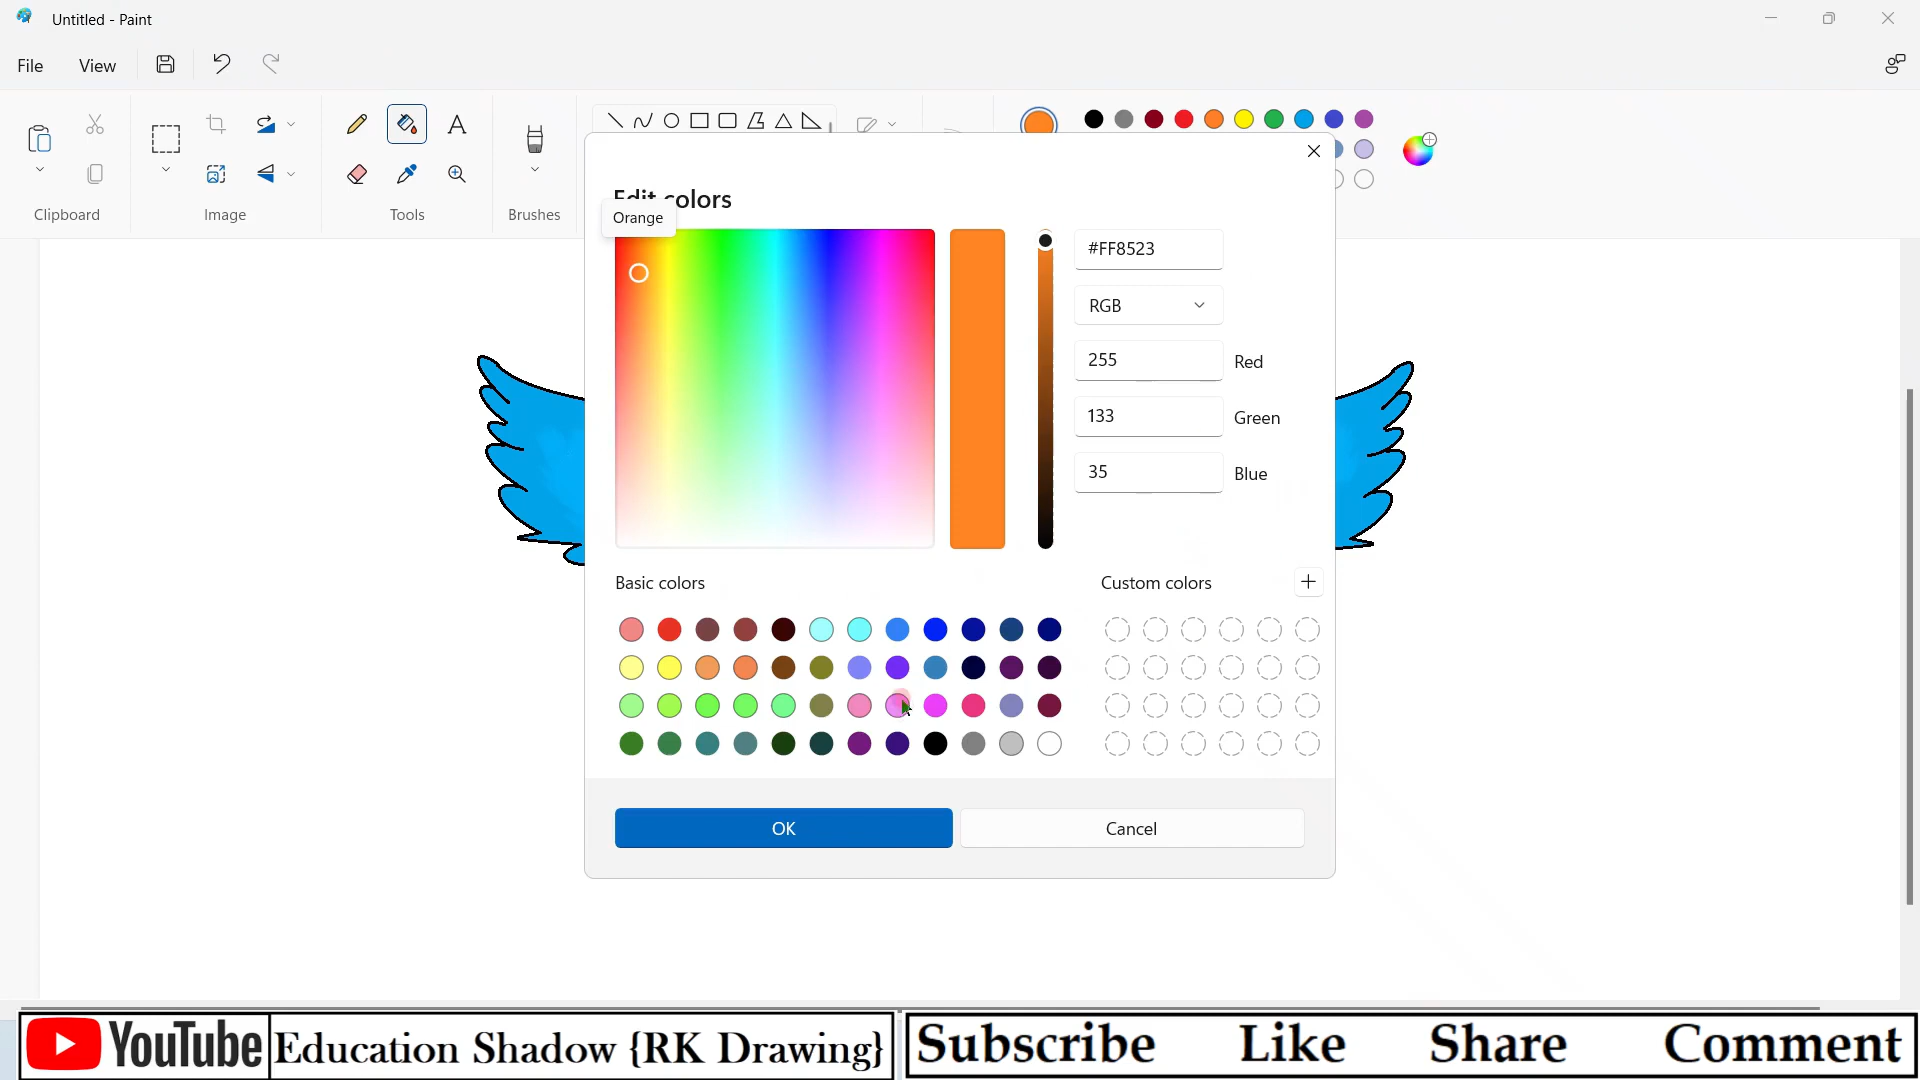 Untitled - Paint
File View
Clipboard Image Tools Brushes
Edit colors
Orange
#FF8523
RGB
255 Red
133 Green
35 Blue
Basic colors Custom colors
OK Cancel
YouTube Education Shadow {RK Drawing} Subscribe Like Share Comment